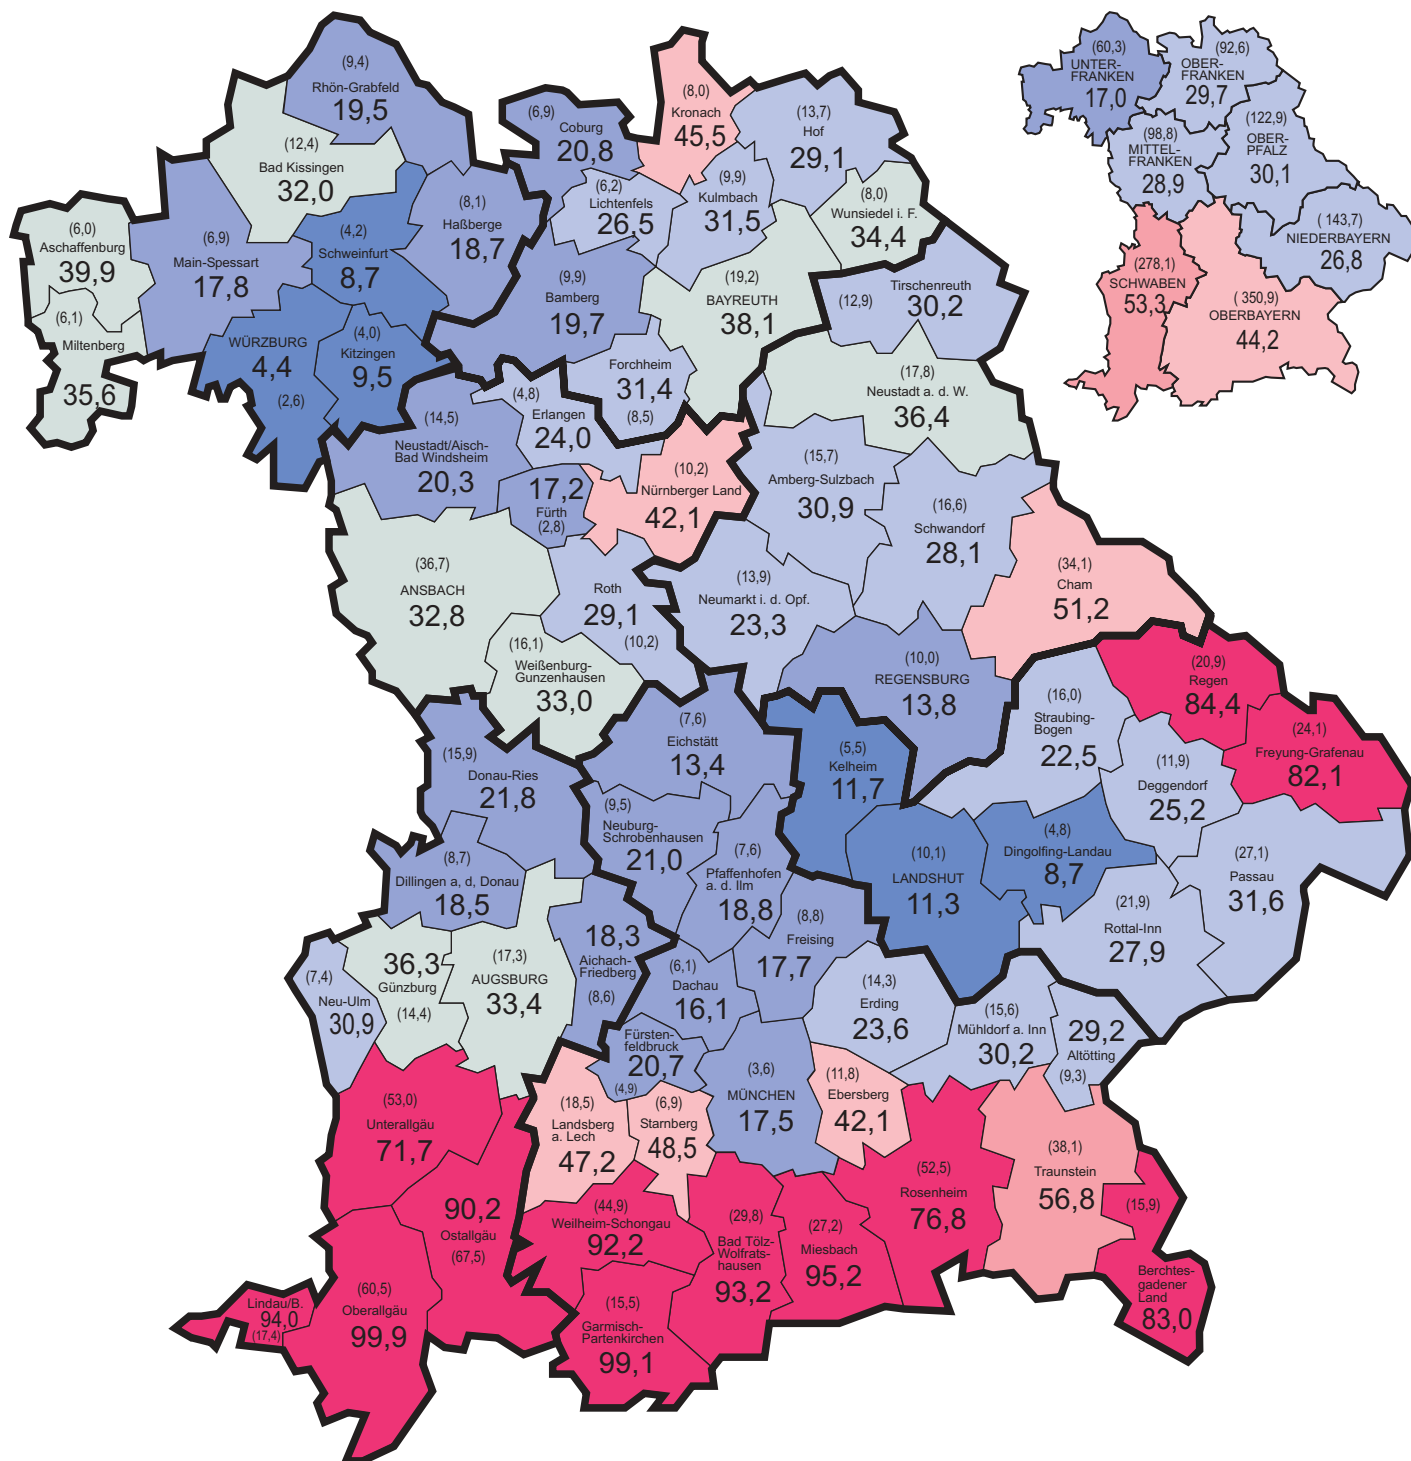 (9,4)
Rhön-Grabfeld
19,5
(12,4)
Bad Kissingen
32,0
(6,0)
Aschaffenburg
39,9
(6,1)
Miltenberg
35,6
(6,9)
Main-Spessart
17,8
(4,2)
Schweinfurt
8,7
(8,1)
Haßberge
18,7
WÜRZBURG
4,4
(2,6)
(4,0)
Kitzingen
9,5
(6,9)
Coburg
20,8
(8,0)
Kronach
45,5
(13,7)
Hof
29,1
(6,2)
Lichtenfels
26,5
(9,9)
Kulmbach
31,5
(8,0)
Wunsiedel i. F.
34,4
(9,9)
Bamberg
19,7
(19,2)
BAYREUTH
38,1
Forchheim
31,4
(8,5)
(12,9)
Tirschenreuth
30,2
(17,8)
Neustadt a. d. W.
36,4
(14,5)
Neustadt/Aisch-
Bad Windsheim
20,3
(4,8)
Erlangen
24,0
17,2
Fürth
(2,8)
(10,2)
Nürnberger Land
42,1
(15,7)
Amberg-Sulzbach
30,9
(16,6)
Schwandorf
28,1
(34,1)
Cham
51,2
(36,7)
ANSBACH
32,8
Roth
29,1
(10,2)
(16,1)
Weißenburg-
Gunzenhausen
33,0
(13,9)
Neumarkt i. d. Opf.
23,3
(10,0)
REGENSBURG
13,8
(20,9)
Regen
84,4
(24,1)
Freyung-Grafenau
82,1
(16,0)
Straubing-
Bogen
22,5
(11,9)
Deggendorf
25,2
(5,5)
Kelheim
11,7
(10,1)
LANDSHUT
11,3
(4,8)
Dingolfing-Landau
8,7
(27,1)
Passau
31,6
(21,9)
Rottal-Inn
27,9
(7,6)
Eichstätt
13,4
(15,9)
Donau-Ries
21,8
(9,5)
Neuburg-
Schrobenhausen
21,0
(7,6)
Pfaffenhofen
a. d. Ilm
18,8
(8,7)
Dillingen a, d, Donau
18,5
(8,8)
Freising
17,7
18,3
Aichach-
Friedberg
(8,6)
36,3
Günzburg
(14,4)
(17,3)
AUGSBURG
33,4
(7,4)
Neu-Ulm
30,9
(6,1)
Dachau
16,1
(14,3)
Erding
23,6
(15,6)
Mühldorf a. Inn
30,2
29,2
Altötting
(9,3)
Fürsten-
feldbruck
20,7
(4,9)
(3,6)
MÜNCHEN
17,5
(11,8)
Ebersberg
42,1
(53,0)
Unterallgäu
71,7
(18,5)
Landsberg
a. Lech
47,2
(6,9)
Starnberg
48,5
(52,5)
Rosenheim
76,8
(38,1)
Traunstein
56,8
(15,9)
Berchtes-
gadener
Land
83,0
90,2
Ostallgäu
(67,5)
(44,9)
Weilheim-Schongau
92,2
(29,8)
Bad Tölz-
Wolfrats-
hausen
93,2
(27,2)
Miesbach
95,2
Lindau/B.
94,0
(17,4)
(60,5)
Oberallgäu
99,9
(15,5)
Garmisch-
Partenkirchen
99,1
(60,3)
UNTER-
FRANKEN
17,0
(92,6)
OBER-
FRANKEN
29,7
(98,8)
MITTEL-
FRANKEN
28,9
(122,9)
OBER-
PFALZ
30,1
(143,7)
NIEDERBAYERN
26,8
(278,1)
SCHWABEN
53,3
( 350,9)
OBERBAYERN
44,2